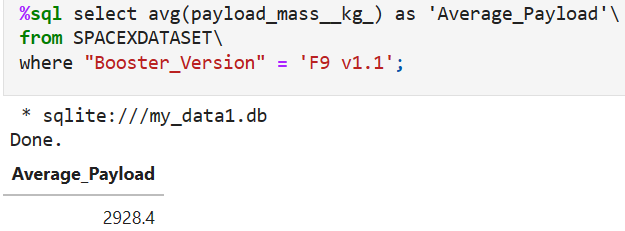 %sql select avg(payload_mass__kg_) as 'Average_Payload'\
from SPACEXDATASET\
where "Booster_Version" = 'F9 v1.1';
* sqlite:///my_data1.db
Done.
Average_Payload
2928.4